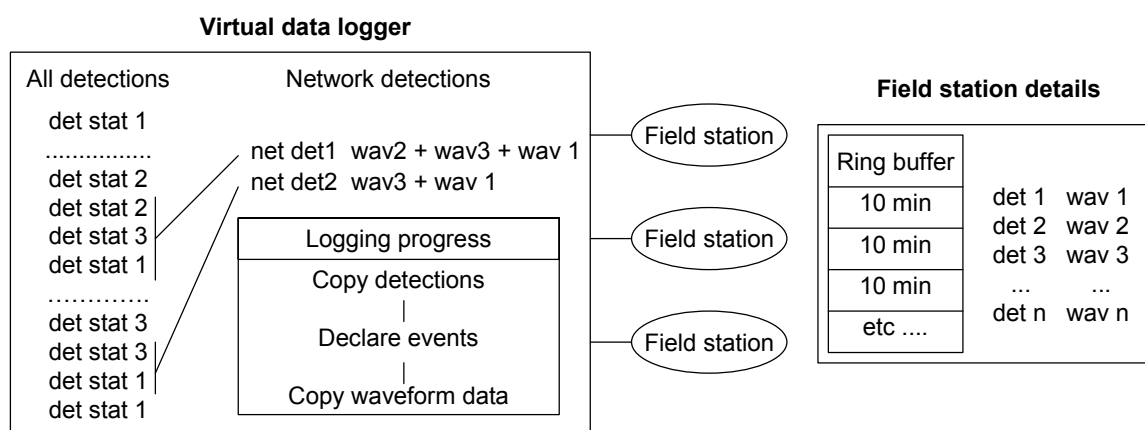 Virtual data logger
All detections
det stat 1
................
det stat 2
det stat 2
det stat 3
det stat 1
.............
det stat 3
det stat 3
det stat 1
det stat 1
Network detections
net det1 wav2 + wav3 + wav 1
net det2 wav3 + wav 1
Logging progress
Copy detections
Declare events
Copy waveform data
Field station
Field station
Field station
Field station details
Ring buffer
10 min
10 min
10 min
etc ....
det 1 wav 1
det 2 wav 2
det 3 wav 3
... ...
det n wav n